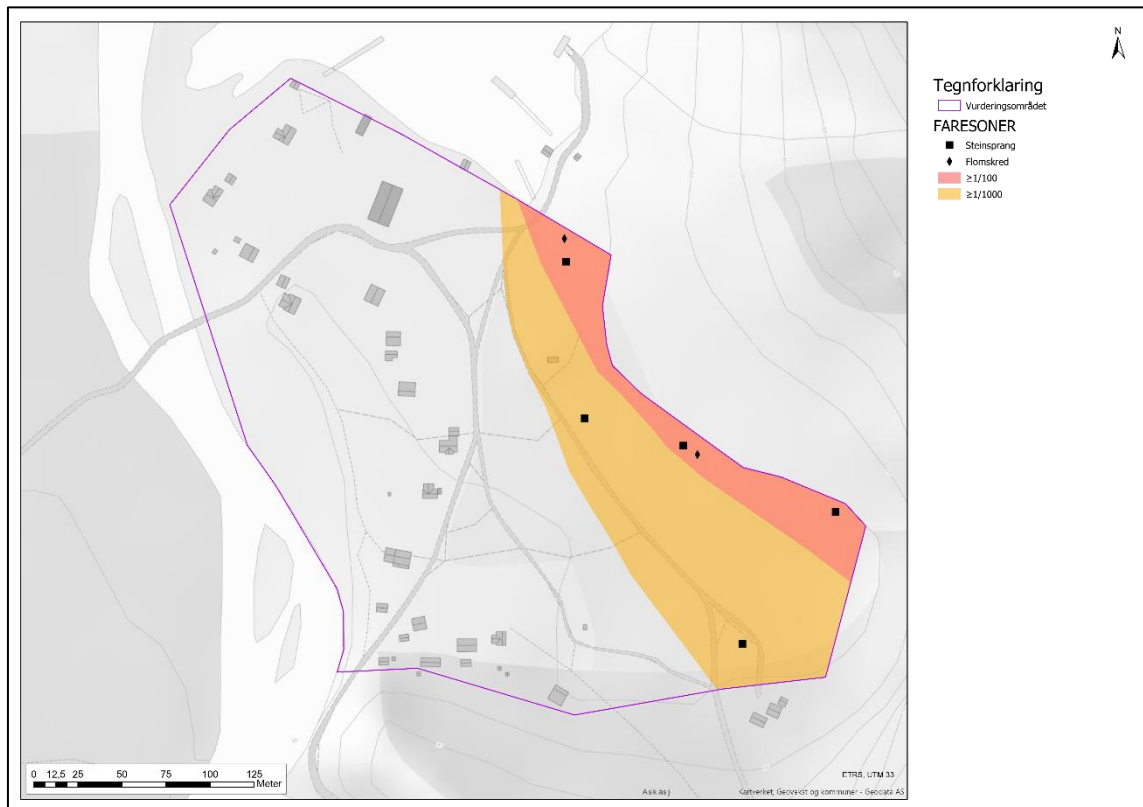 N
Tegnforklaring
Vurderingsområdet
FARESONER
Steinsprang
Flomskred
≥1/100
≥1/1000
0 12,5 25 50 75 100 125
Meter
ETRS, UTM 33
Askasj
Kartverket, Geovekst og kommuner - Geodata AS